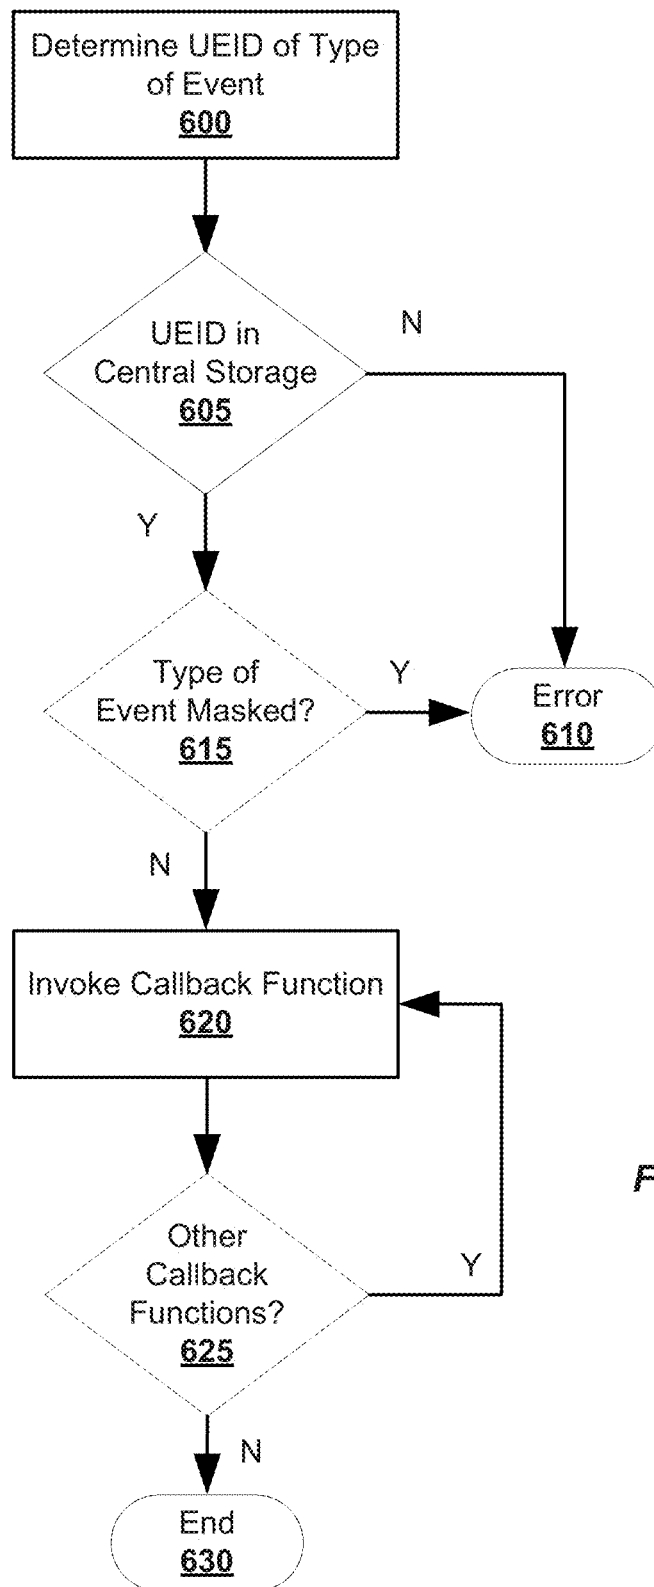 Determine UEID of Type
of Event
600
N
UEID in
Central Storage
605
Y
Type of
Event Masked?
615
Y
Error
610
N
Invoke Callback Function
620
Other
Callback
Functions?
625
Y
N
End
630